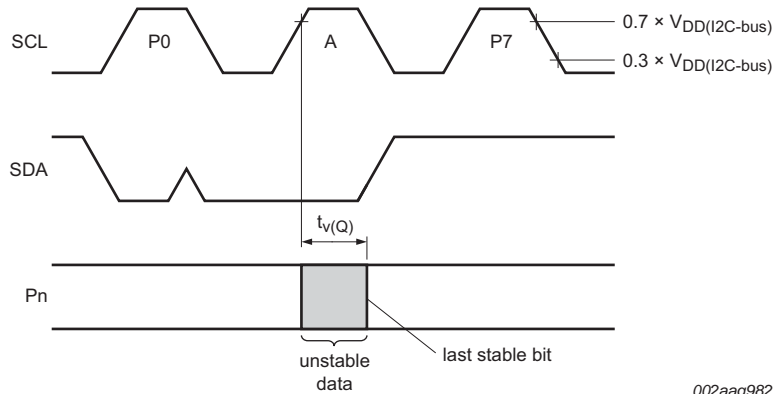 SCL
P0
A
P7
0.7 × VDD(I2C-bus)
0.3 × VDD(I2C-bus)
SDA
tv(Q)
Pn
unstable
data
last stable bit
002aag982